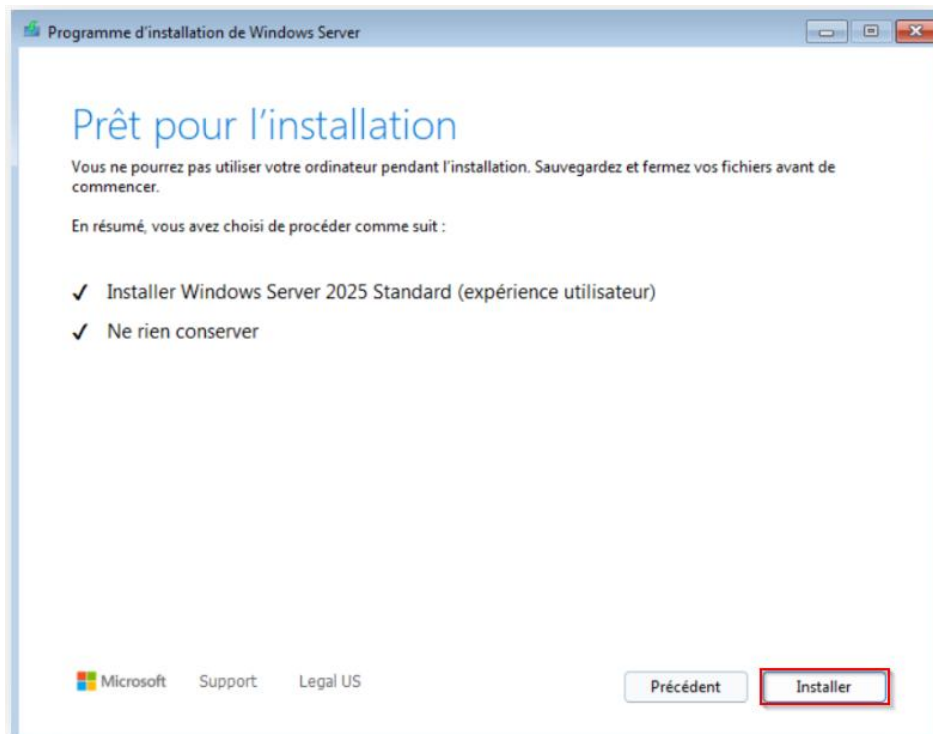 Programme d'installation de Windows Server
Prêt pour l'installation
Vous ne pourrez pas utiliser votre ordinateur pendant l'installation. Sauvegardez et fermez vos fichiers avant de
commencer.
En résumé, vous avez choisi de procéder comme suit :
✓ Installer Windows Server 2025 Standard (expérience utilisateur)
✓ Ne rien conserver
Microsoft Support Legal US Précédent Installer